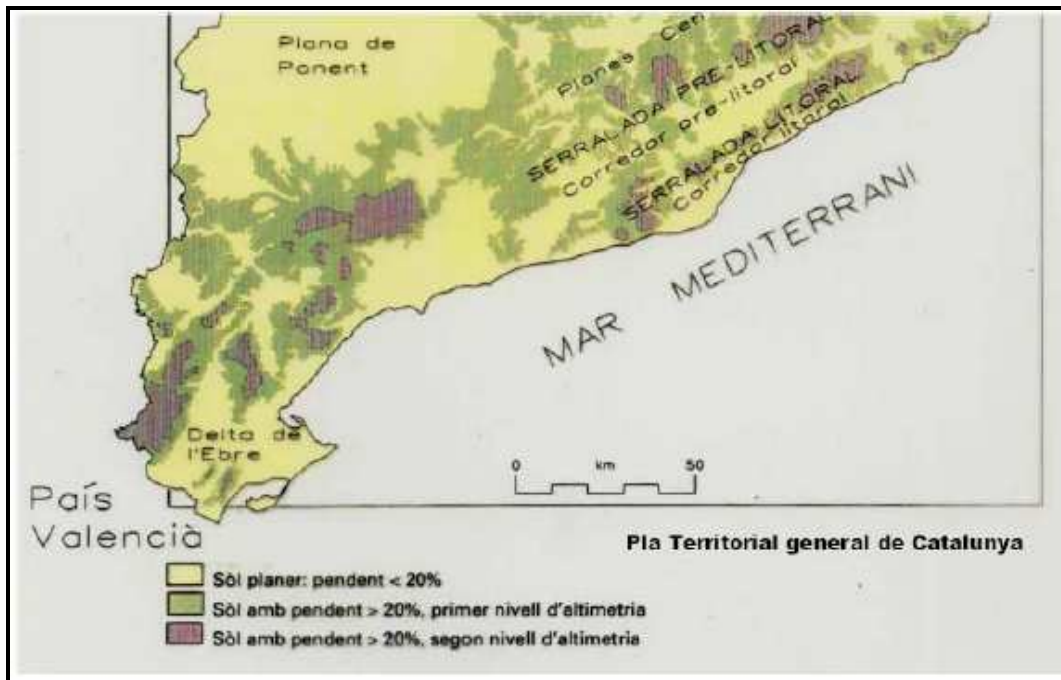 Plana de
Ponent
Planes Cen
SERRALADA PRE-LITORAL
Corredor pre-litoral
SERRALADA LITORAL
Corredor litoral
MAR MEDITERRANI
Delta de
l'Ebre
0 km 50
País
Valencià
Pla Territorial general de Catalunya
Sòl planer: pendent < 20%
Sòl amb pendent > 20%, primer nivell d'altimetria
Sòl amb pendent > 20%, segon nivell d'altimetria